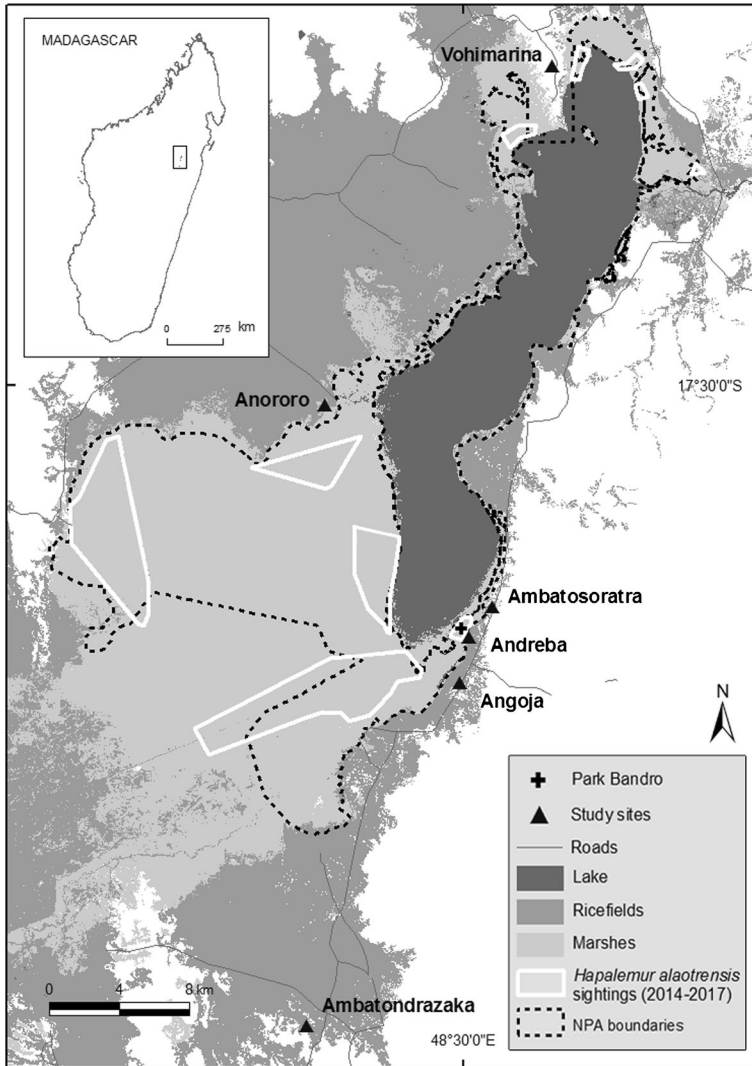 MADAGASCAR
0 275 km
Vohimarina
Anororo
17°30'0"S
Ambatosoratra
Andreba
Angoja
N
Park Bandro
Study sites
Roads
Lake
Ricefields
Marshes
Hapalemur alaotrensis
sightings (2014-2017)
NPA boundaries
0 4 8 km
Ambatondrazaka
48°30'0"E